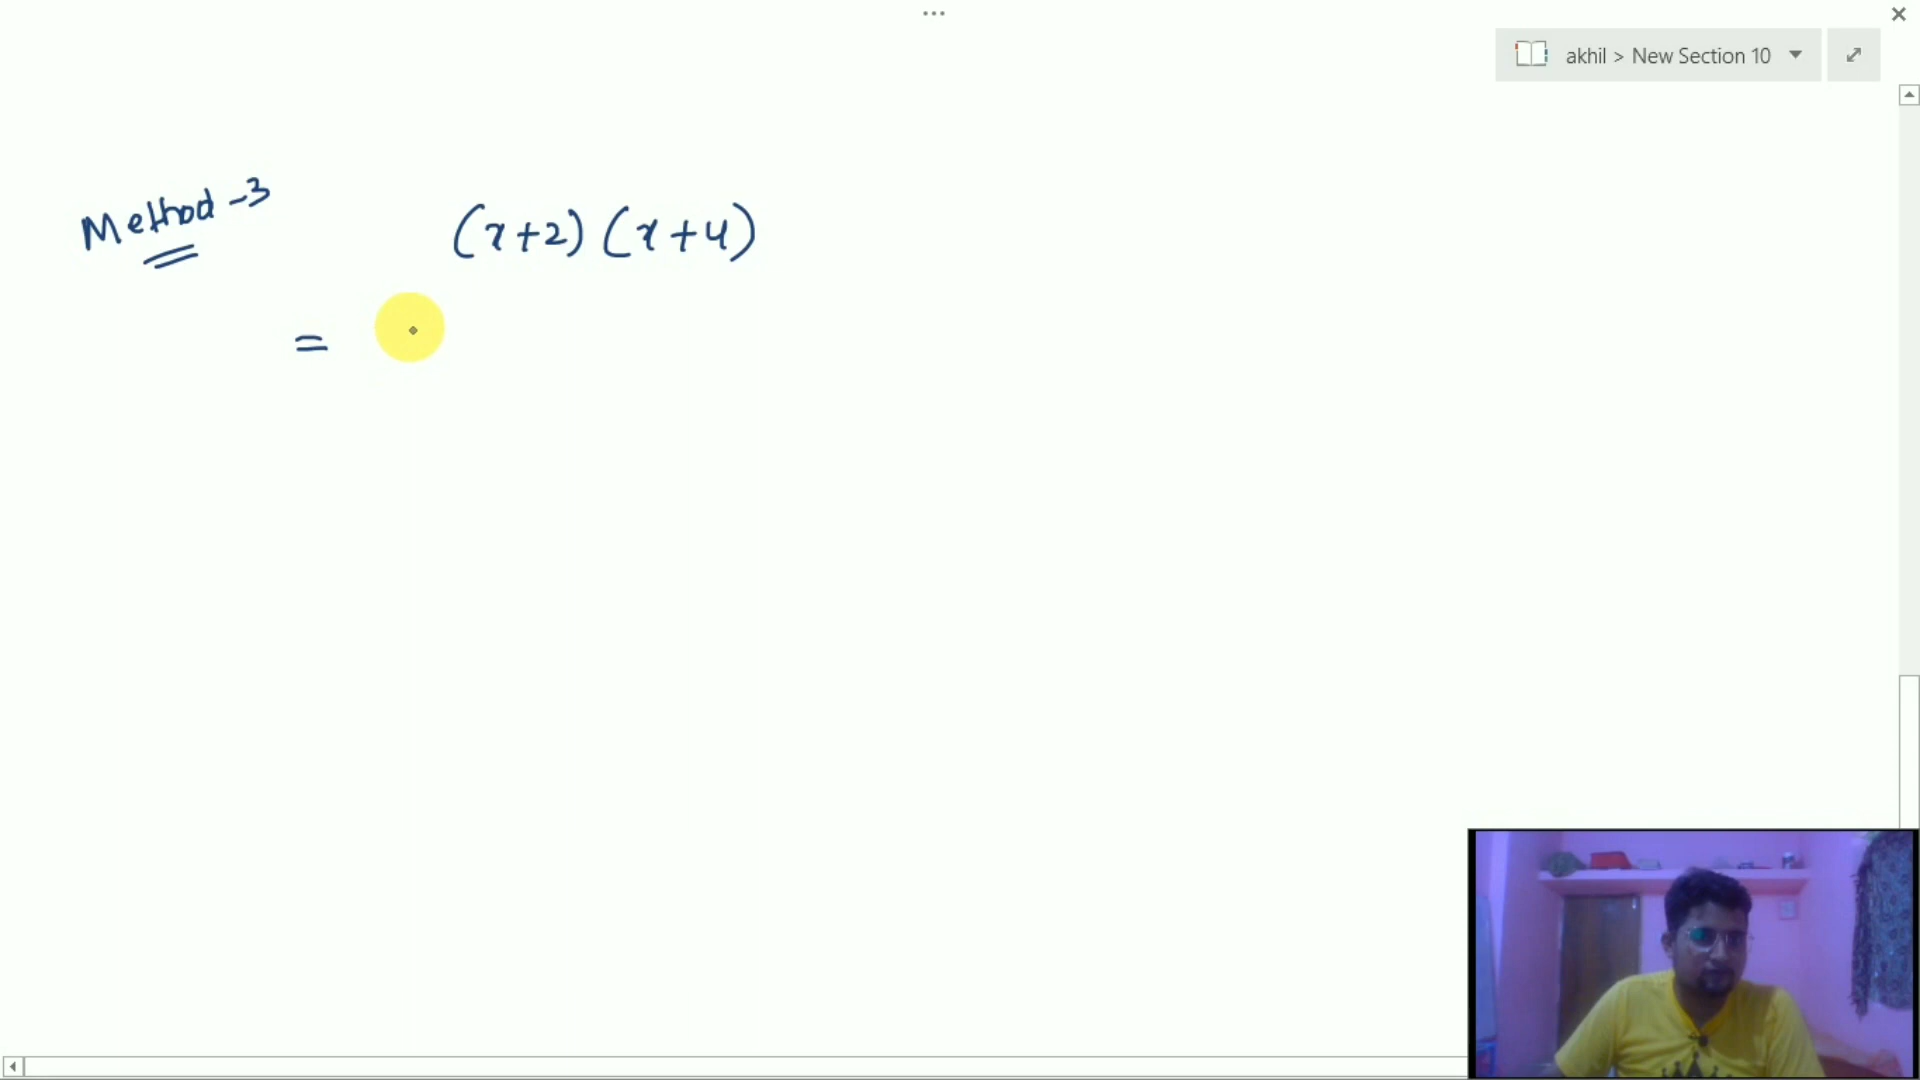 akhil > New Section 10
Method -3
(x+2) (x+4)
=